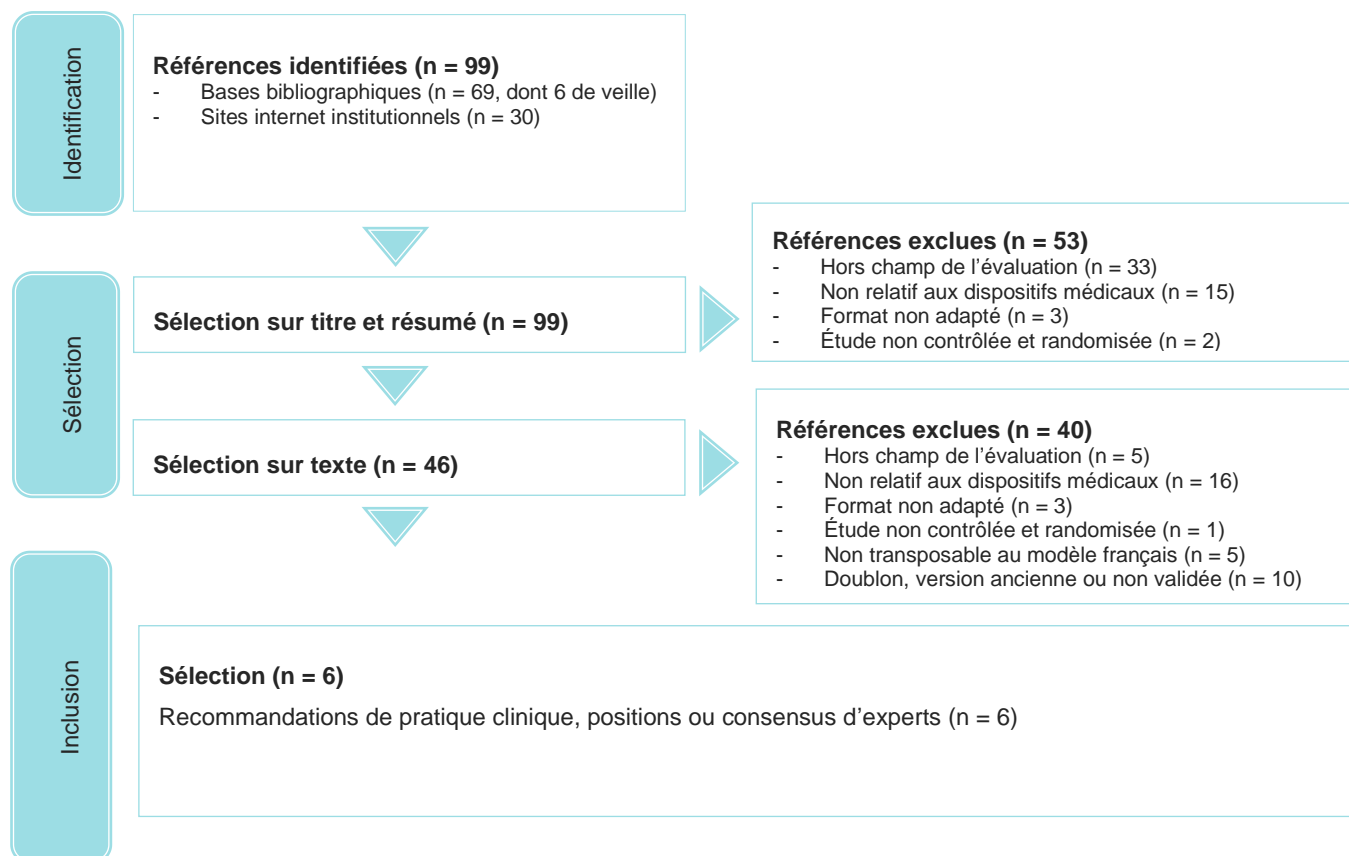 Identification
Références identifiées (n = 99)
- Bases bibliographiques (n = 69, dont 6 de veille)
- Sites internet institutionnels (n = 30)
Sélection
Sélection sur titre et résumé (n = 99)
Références exclues (n = 53)
- Hors champ de l’évaluation (n = 33)
- Non relatif aux dispositifs médicaux (n = 15)
- Format non adapté (n = 3)
- Étude non contrôlée et randomisée (n = 2)
Sélection sur texte (n = 46)
Références exclues (n = 40)
- Hors champ de l’évaluation (n = 5)
- Non relatif aux dispositifs médicaux (n = 16)
- Format non adapté (n = 3)
- Étude non contrôlée et randomisée (n = 1)
- Non transposable au modèle français (n = 5)
- Doublon, version ancienne ou non validée (n = 10)
Inclusion
Sélection (n = 6)
Recommandations de pratique clinique, positions ou consensus d’experts (n = 6)